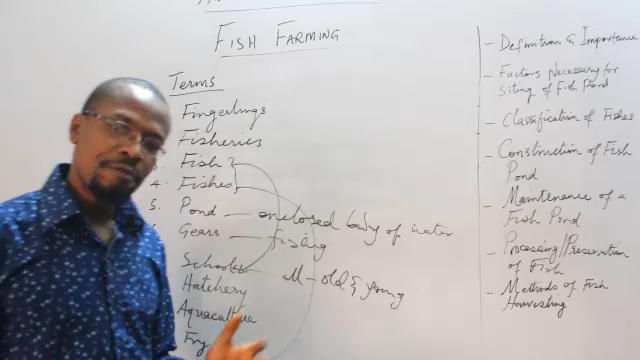 FISH FARMING
Terms
Fingerlings
Fisheries
Fish
4. Fishes
5. Pond — enclosed body of water
Gears — fishing
Schools
all - old & young
Hatchery
Aquaculture
Fry
- Definition & Importance
- Factors Necessary for
Siting of Fish Pond
- Classification of Fishes
- Construction of Fish
Pond
- Maintenance of a
Fish Pond
- Processing/Preservation
of Fish
- Methods of Fish
Harvesting